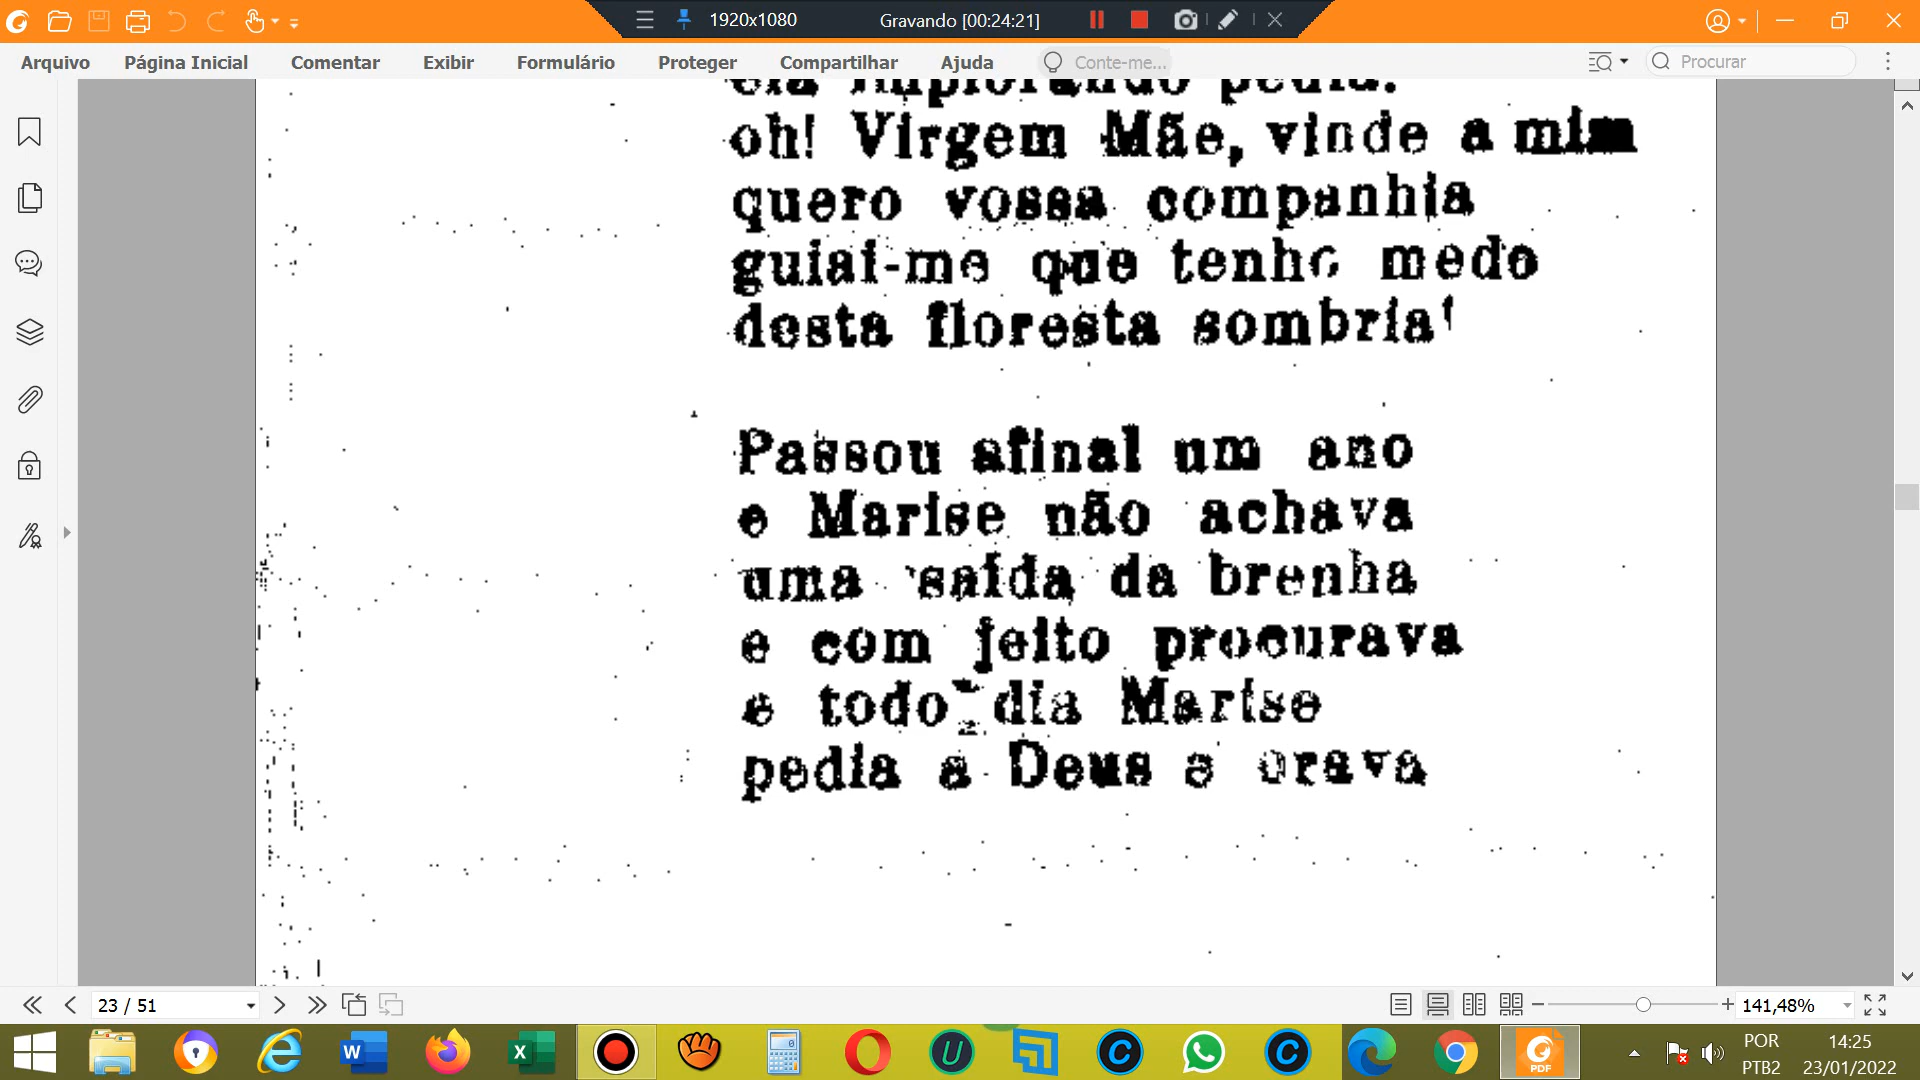 1920x1080 Gravando [00:24:21]
Arquivo Página Inicial Comentar Exibir Formulário Proteger Compartilhar Ajuda Conte-me... Procurar
ela implorando pedia:
oh! Virgem Mãe, vinde a mim
quero vossa companhia
guiai-me que tenho medo
desta floresta sombria!
Passou afinal um ano
e Marise não achava
uma saída da brenha
e com jeito procurava
e todo dia Marise
pedia a Deus e orava
23 / 51 141,48%
POR 14:25
PTB2 23/01/2022